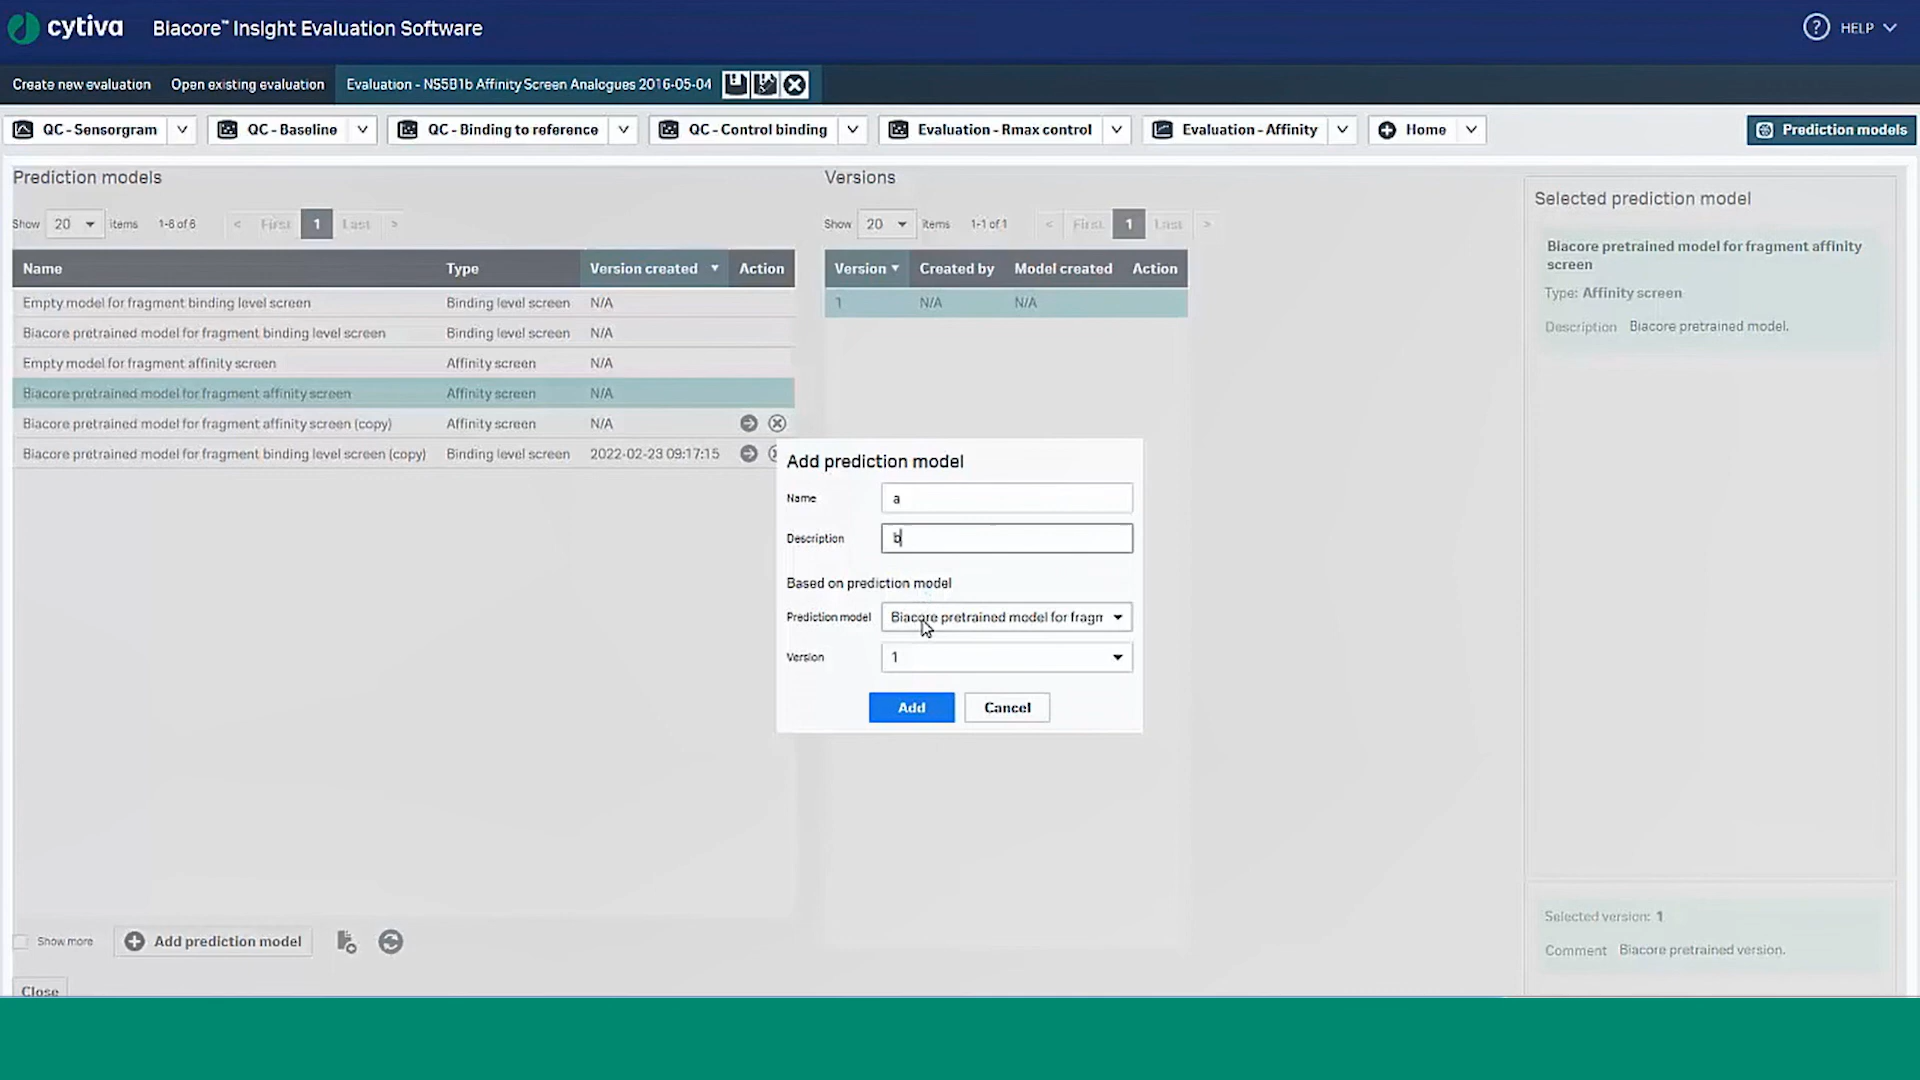 cytiva Biacore™ Insight Evaluation Software HELP
Create new evaluation Open existing evaluation Evaluation - NS5B1b Affinity Screen Analogues 2016-05-04
QC - Sensorgram QC - Baseline QC - Binding to reference QC - Control binding Evaluation - Rmax control Evaluation - Affinity Home Prediction models
Prediction models
Show 20 items 1-6 of 6 < First 1 Last >
Name Type Version created Action
Empty model for fragment binding level screen Binding level screen N/A
Biacore pretrained model for fragment binding level screen Binding level screen N/A
Empty model for fragment affinity screen Affinity screen N/A
Biacore pretrained model for fragment affinity screen Affinity screen N/A
Biacore pretrained model for fragment affinity screen (copy) Affinity screen N/A
Biacore pretrained model for fragment binding level screen (copy) Binding level screen 2022-02-23 09:17:15
Versions
Show 20 items 1-1 of 1 < First 1 Last >
Version Created by Model created Action
1 N/A N/A
Selected prediction model
Biacore pretrained model for fragment affinity
screen
Type: Affinity screen
Description Biacore pretrained model.
Add prediction model
Name a
Description b
Based on prediction model
Prediction model Biacore pretrained model for fragn
Version 1
Add Cancel
Selected version: 1
Comment Biacore pretrained version.
Show more Add prediction model
Close